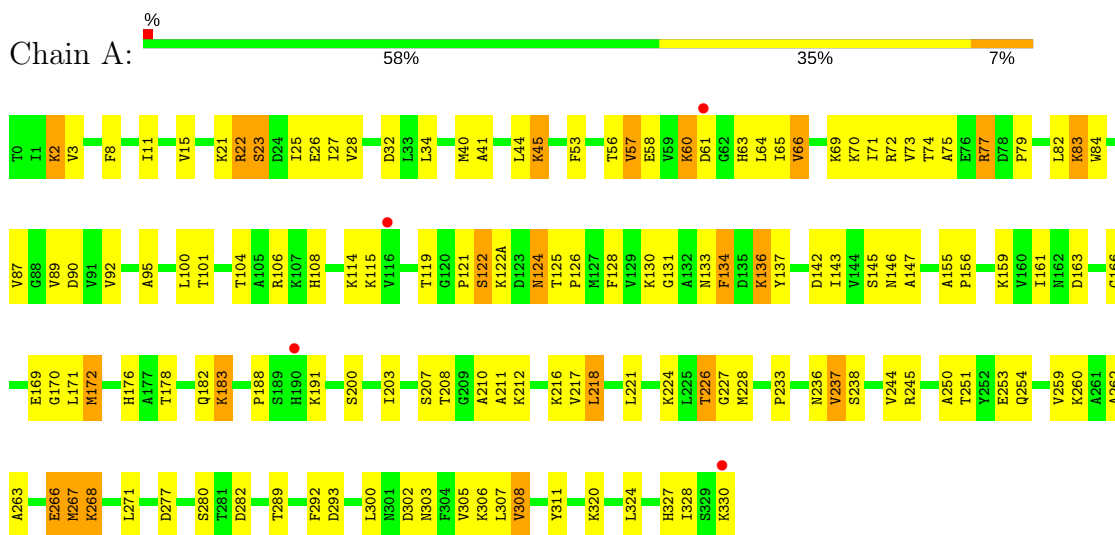 %
Chain A:
58% 35% 7%
T0 I1 K2 V3 F8 I11 V15 K21 R22 S23 D24 I25 E26 I27 V28 D32 L33 L34 M40 A41 L44 K45 F53 T56 V57 E58 V59 K60 D61 G62 H63 L64 I65 V66 K69 K70 I71 R72 V73 T74 A75 E76 R77 D78 P79 L82 K83 W84
V87 G88 V89 D90 V91 V92 A95 L100 T101 T104 A105 R106 K107 H108 K114 K115 V116 T119 G120 P121 S122 K122A D123 N124 T125 P126 M127 F128 V129 K130 G131 A132 N133 F134 D135 K136 Y137 D142 I143 V144 S145 N146 A147 A155 P156 K159 V160 I161 N162 D163 G166
E169 G170 L171 M172 H176 A177 T178 Q182 K183 P188 S189 H190 K191 S200 I203 S207 T208 G209 A210 A211 K212 K216 V217 L218 L221 K224 L225 T226 G227 M228 P233 N236 V237 S238 V244 R245 A250 T251 Y252 E253 Q254 V259 K260 A261 A262
A263 E266 M267 K268 L271 D277 S280 T281 D282 T289 F292 D293 L300 N301 D302 N303 F304 V305 K306 L307 V308 Y311 K320 L324 H327 I328 S329 K330